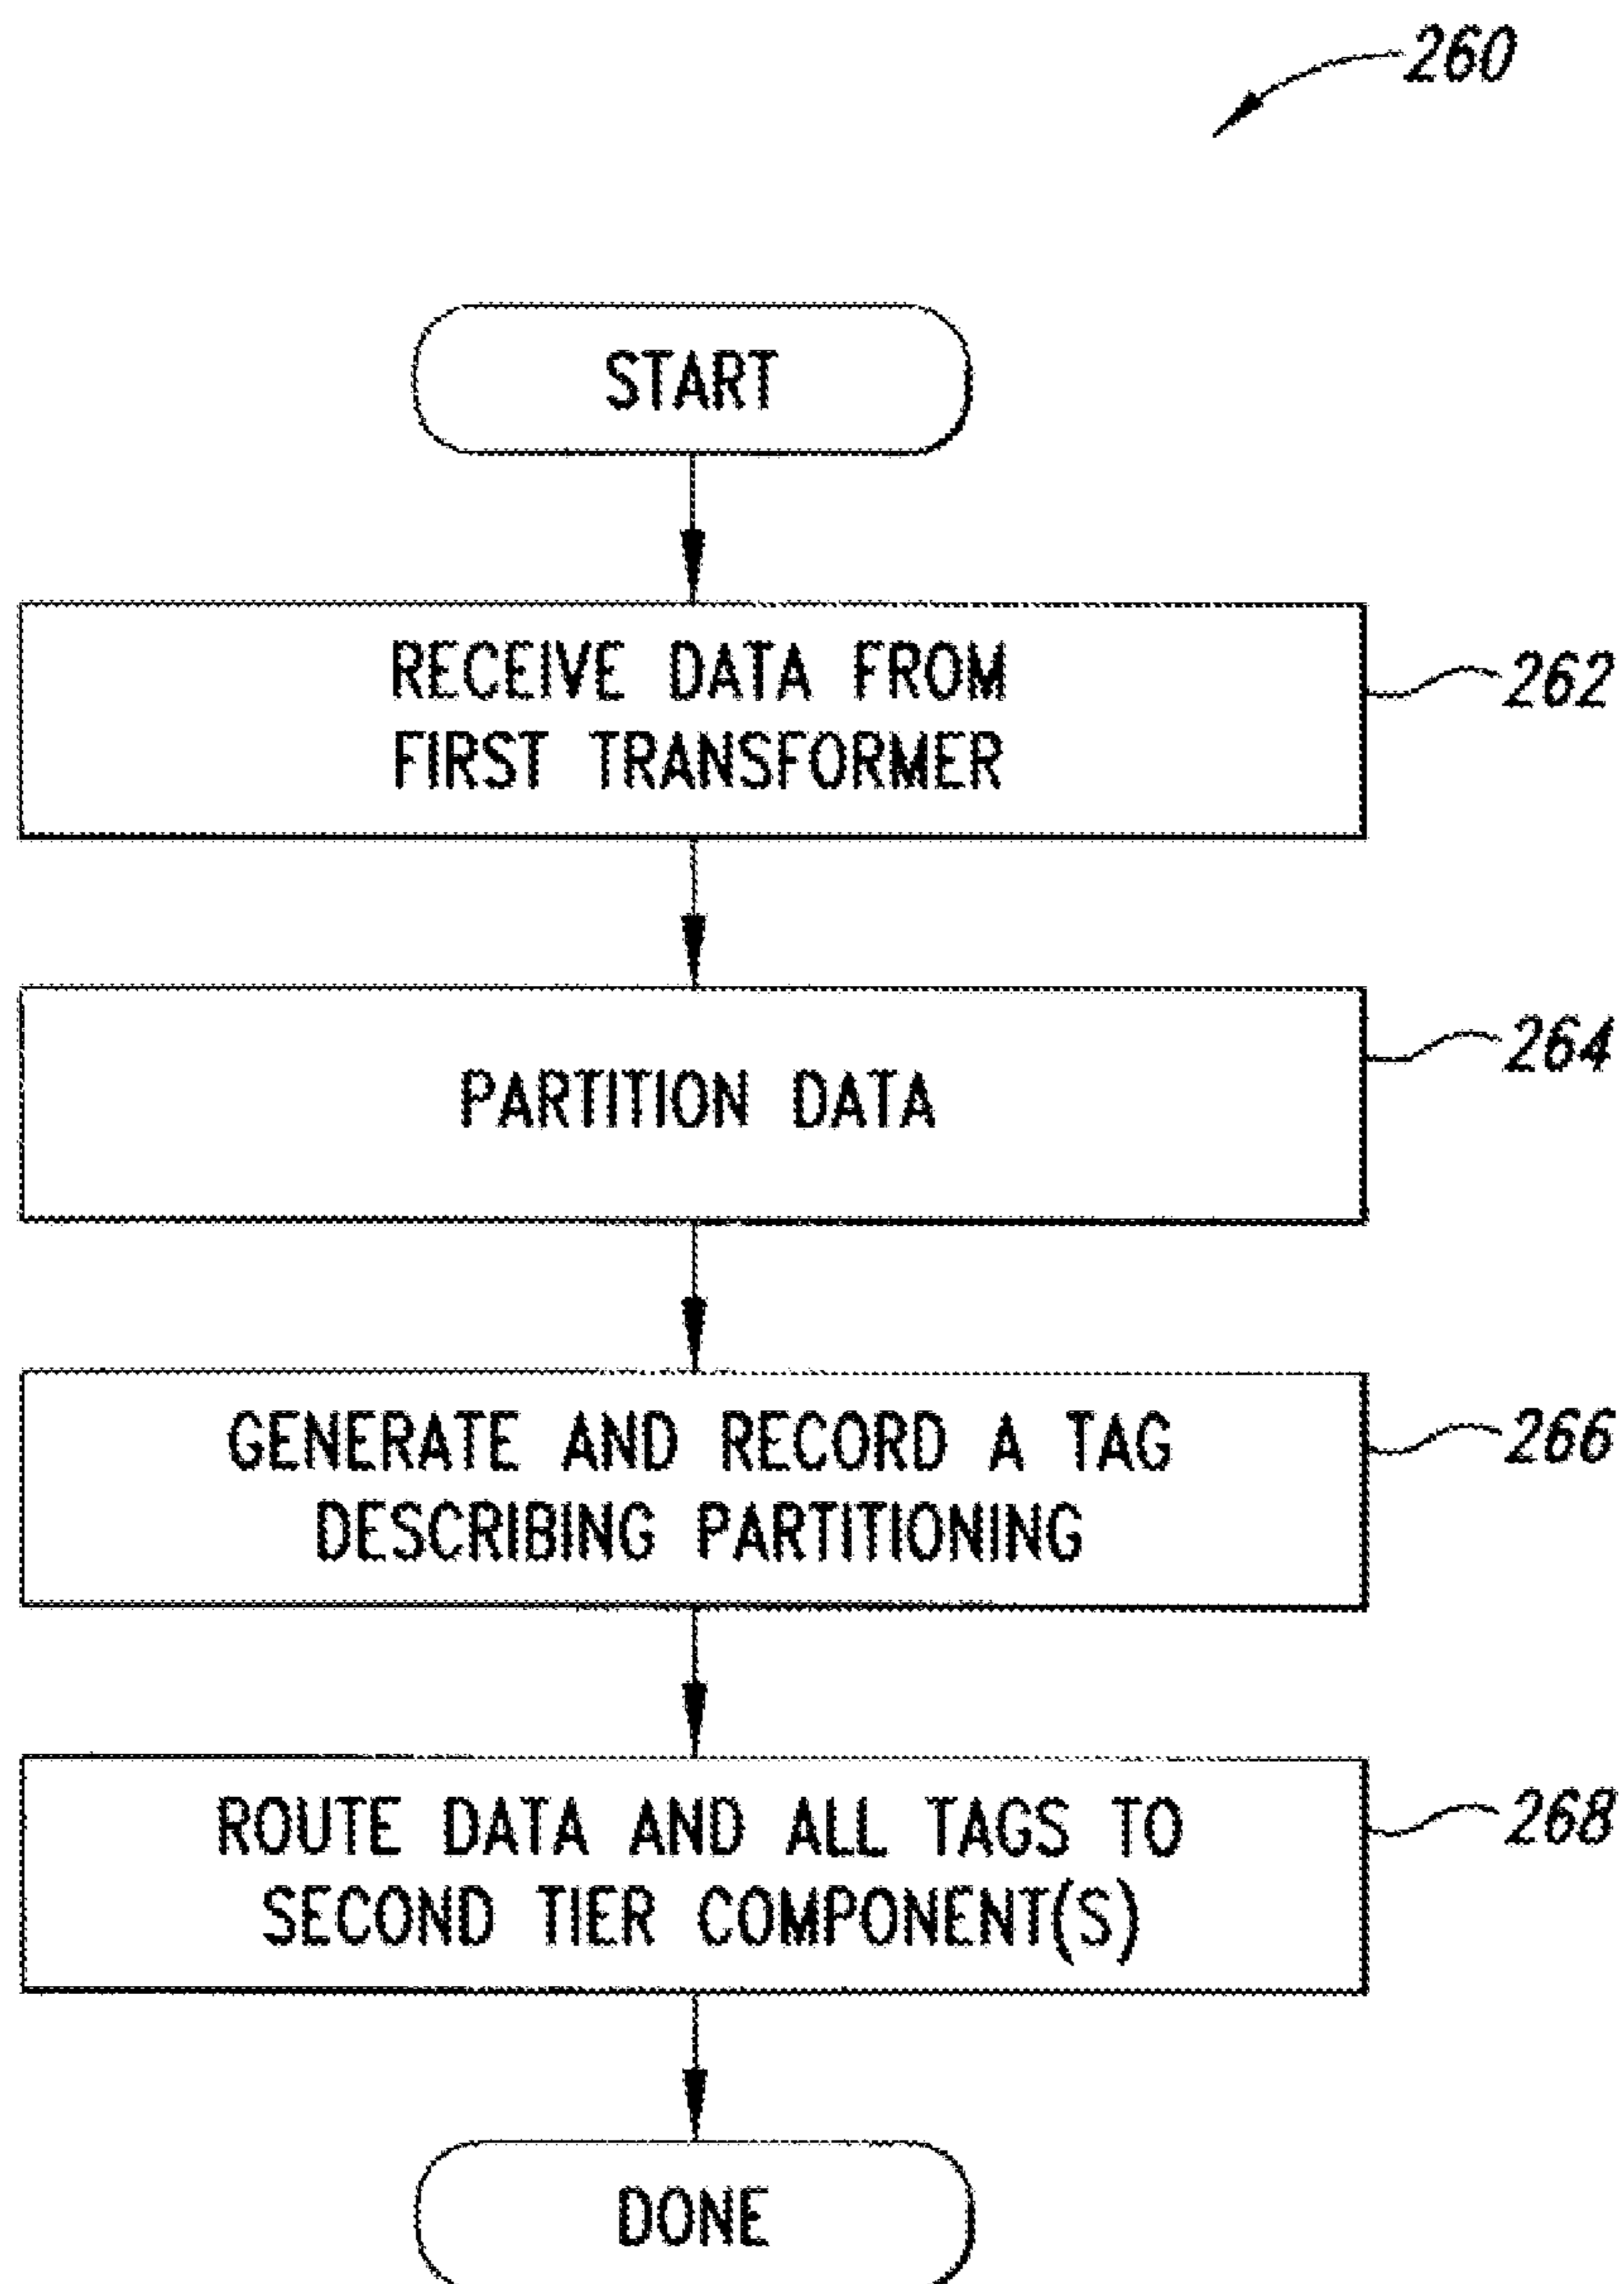 260
START
RECEIVE DATA FROM
FIRST TRANSFORMER
262
PARTITION DATA
264
GENERATE AND RECORD A TAG
DESCRIBING PARTITIONING
266
ROUTE DATA AND ALL TAGS TO
SECOND TIER COMPONENT(S)
268
DONE